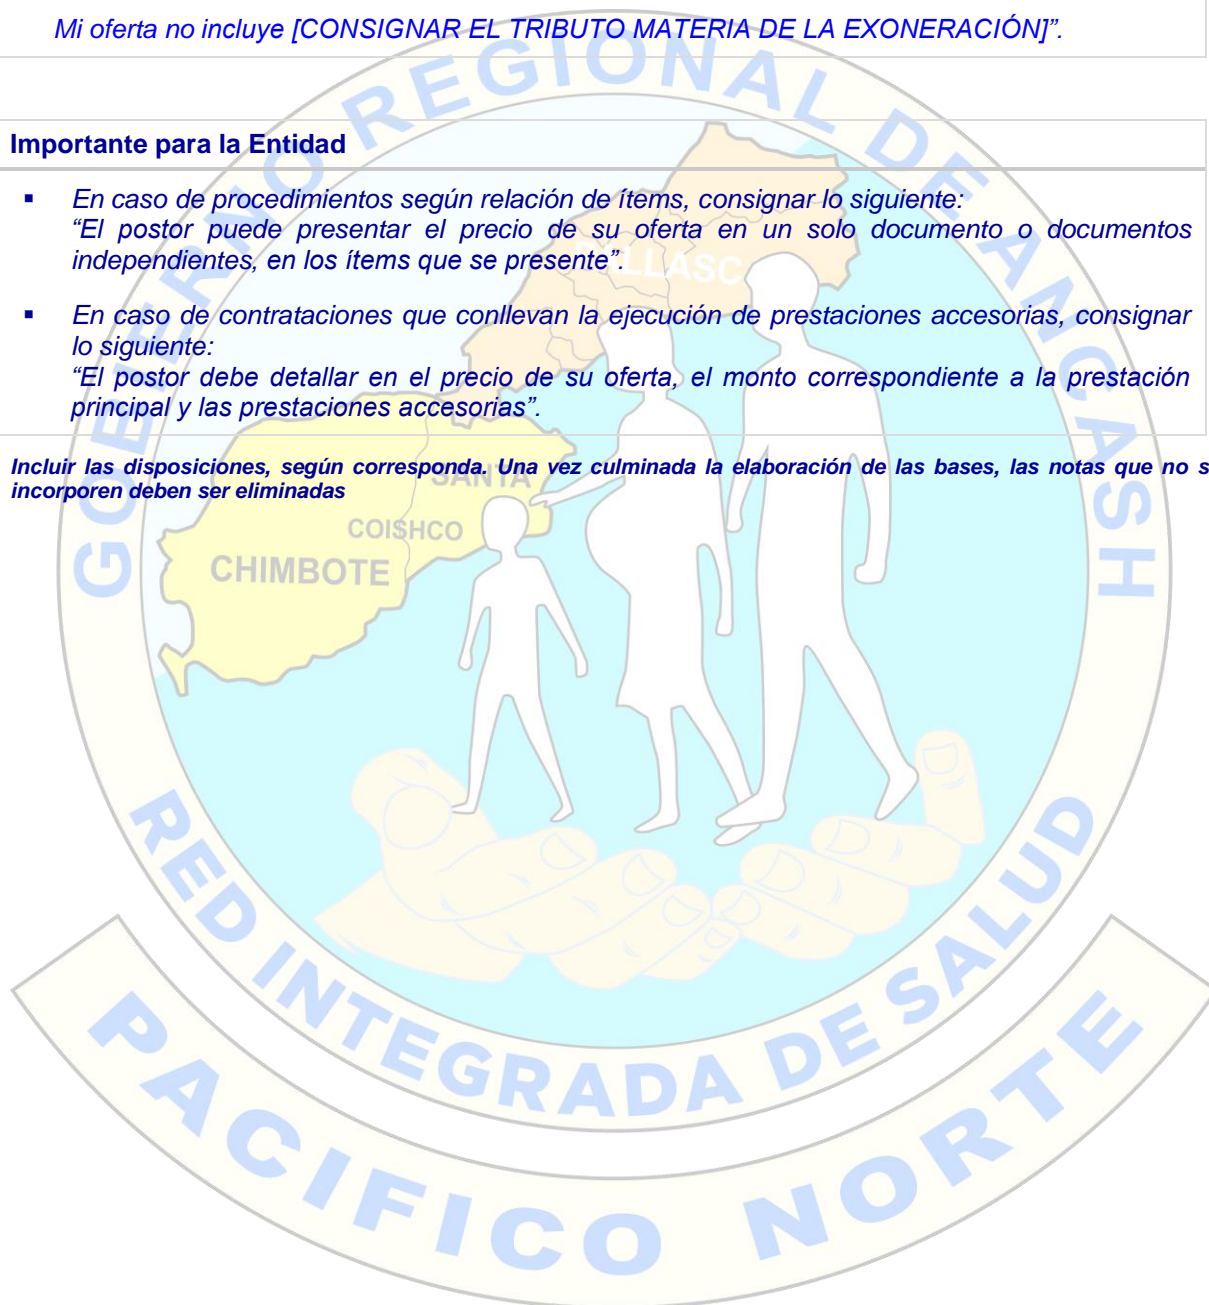 Mi oferta no incluye [CONSIGNAR EL TRIBUTO MATERIA DE LA EXONERACIÓN]”.
Importante para la Entidad
▪ En caso de procedimientos según relación de ítems, consignar lo siguiente:
“El postor puede presentar el precio de su oferta en un solo documento o documentos
independientes, en los ítems que se presente”.
▪ En caso de contrataciones que conllevan la ejecución de prestaciones accesorias, consignar
lo siguiente:
“El postor debe detallar en el precio de su oferta, el monto correspondiente a la prestación
principal y las prestaciones accesorias”.
Incluir las disposiciones, según corresponda. Una vez culminada la elaboración de las bases, las notas que no s
incorporen deben ser eliminadas
GOBIERNO REGIONAL DE ANCASH
SANTA
COISHCO
CHIMBOTE
RED INTEGRADA DE SALUD
PACIFICO NORTE